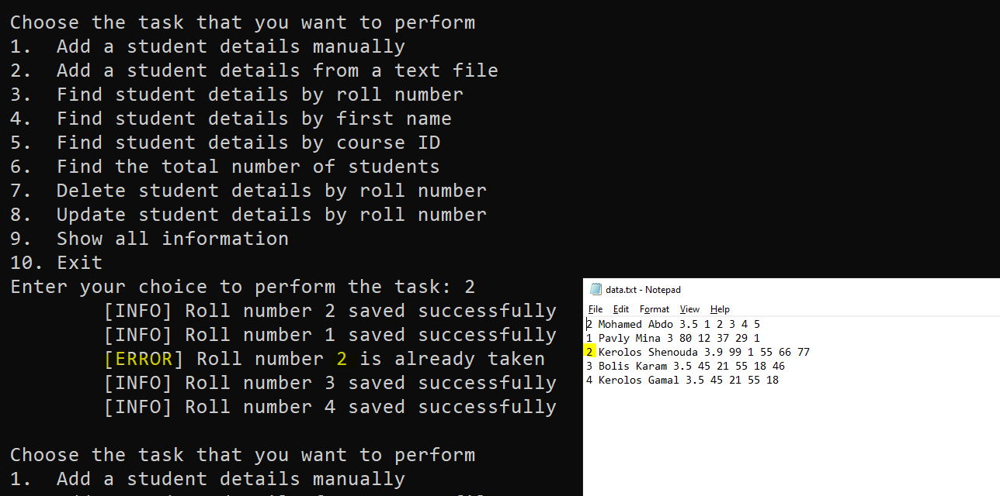 Choose the task that you want to perform
1.  Add a student details manually
2.  Add a student details from a text file
3.  Find student details by roll number
4.  Find student details by first name
5.  Find student details by course ID
6.  Find the total number of students
7.  Delete student details by roll number
8.  Update student details by roll number
9.  Show all information
10. Exit
Enter your choice to perform the task: 2
[INFO] Roll number 2 saved successfully
[INFO] Roll number 1 saved successfully
[ERROR] Roll number 2 is already taken
[INFO] Roll number 3 saved successfully
[INFO] Roll number 4 saved successfully
Choose the task that you want to perform
1.  Add a student details manually
data.txt - Notepad
File Edit Format View Help
2 Mohamed Abdo 3.5 1 2 3 4 5
1 Pavly Mina 3 80 12 37 29 1
2 Kerolos Shenouda 3.9 99 1 55 66 77
3 Bolis Karam 3.5 45 21 55 18 46
4 Kerolos Gamal 3.5 45 21 55 18